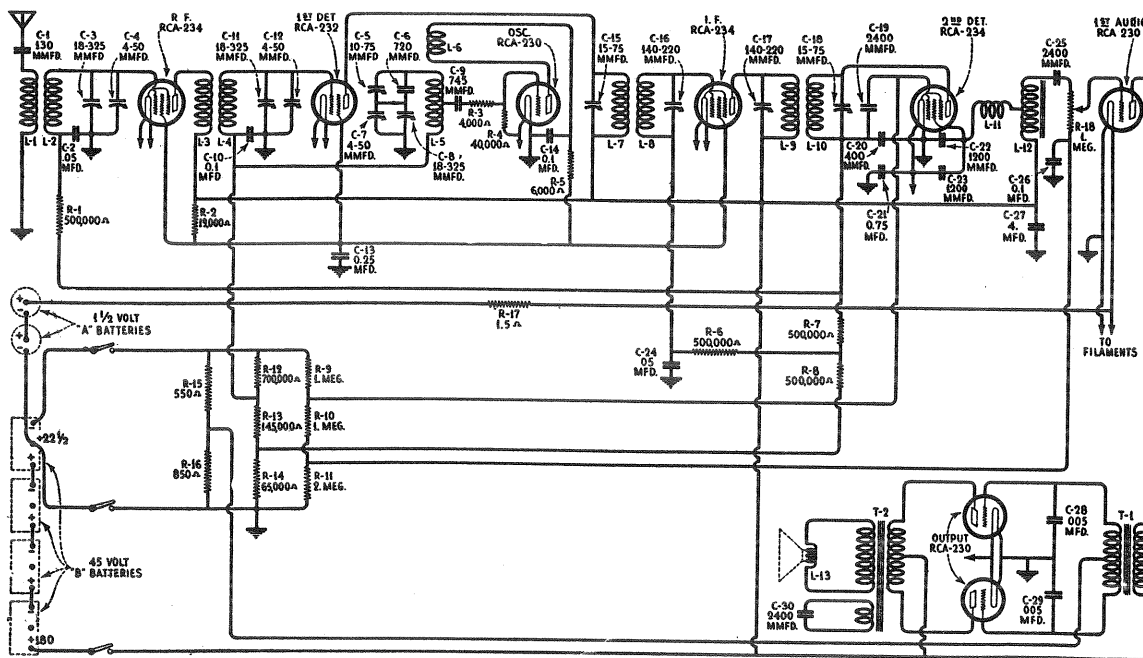 R F.
RCA-234
1ST DET.
RCA-232
OSC.
RCA-230
I. F.
RCA-234
2ND DET.
RCA-234
1ST AUDIO
RCA 230
C-1
130
MMFD.
C-3
18-325
MMFD.
C-4
4-50
MMFD.
C-11
18-325
MMFD.
C-12
4-50
MMFD.
C-5
10-75
MMFD.
C-6
720
MMFD.
L-6
C-9
745
MMFD.
R-3
4,000Ω
R-4
40,000Ω
C-15
15-75
MMFD.
C-16
140-220
MMFD.
C-17
140-220
MMFD.
C-18
15-75
MMFD.
C-19
2400
MMFD.
C-25
2400
MMFD.
L-1
L-2
C-2
.05
MFD.
L-3
L-4
C-10
0.1
MFD
C-7
4-50
MMFD.
L-5
C-8,
18-325
MMFD.
C-14
0.1
MFD.
R-5
6,000Ω
L-7
L-8
L-9
L-10
C-20
400
MMFD.
C-22
1200
MMFD.
C-23
1200
MMFD.
L-11
L-12
R-18
1.
MEG.
C-21
0.75
MFD.
C-26
0.1
MFD.
C-27
4.
MFD.
R-1
500,000Ω
R-2
C-13
0.25
MFD.
1 1/2 VOLT
"A" BATTERIES
R-17
1.5 Ω
R-6
500,000Ω
C-24
.05
MFD.
R-7
500,000Ω
R-8
500,000Ω
TO
FILAMENTS
R-15
550Ω
R-12
700,000Ω
R-9
1. MEG.
R-13
145,000Ω
R-10
1. MEG.
R-16
850Ω
R-14
65,000Ω
R-11
2. MEG.
+22 1/2
45 VOLT
"B" BATTERIES
+180
L-13
C-30
2400
MMFD.
T-2
OUTPUT
RCA-230
C-28
.005
MFD.
C-29
.005
MFD.
T-1